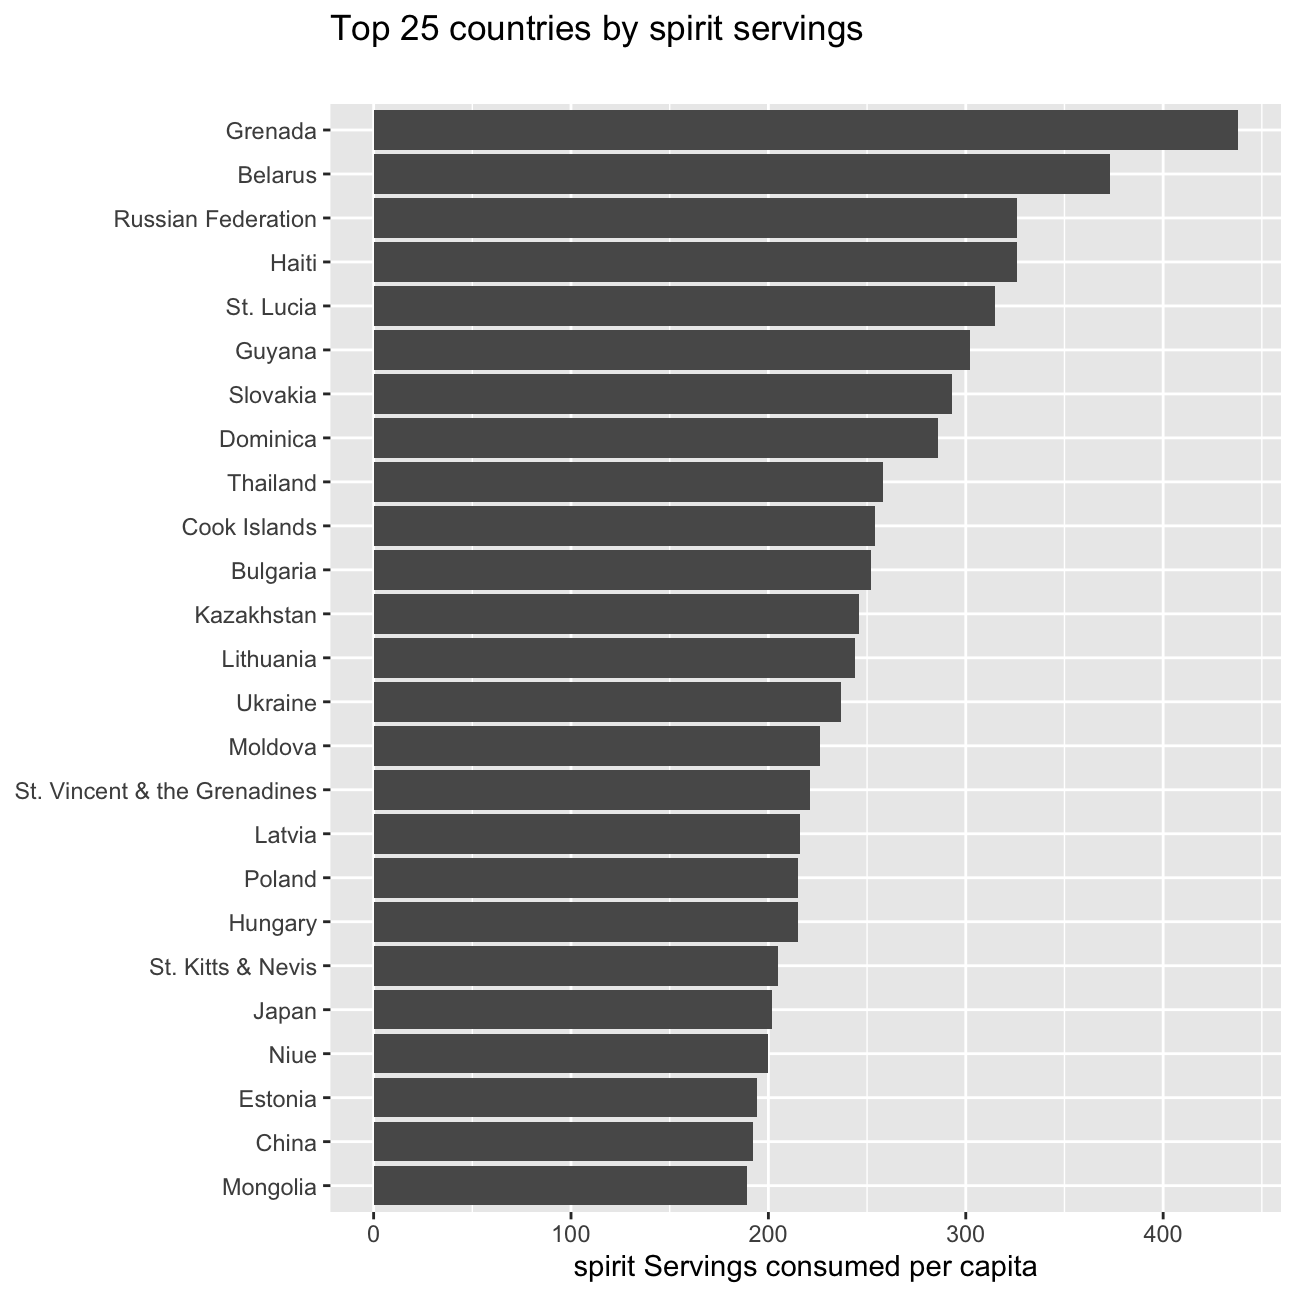 Top 25 countries by spirit servings
Grenada
Belarus
Russian Federation
Haiti
St. Lucia
Guyana
Slovakia
Dominica
Thailand
Cook Islands
Bulgaria
Kazakhstan
Lithuania
Ukraine
Moldova
St. Vincent & the Grenadines
Latvia
Poland
Hungary
St. Kitts & Nevis
Japan
Niue
Estonia
China
Mongolia
0 100 200 300 400
spirit Servings consumed per capita